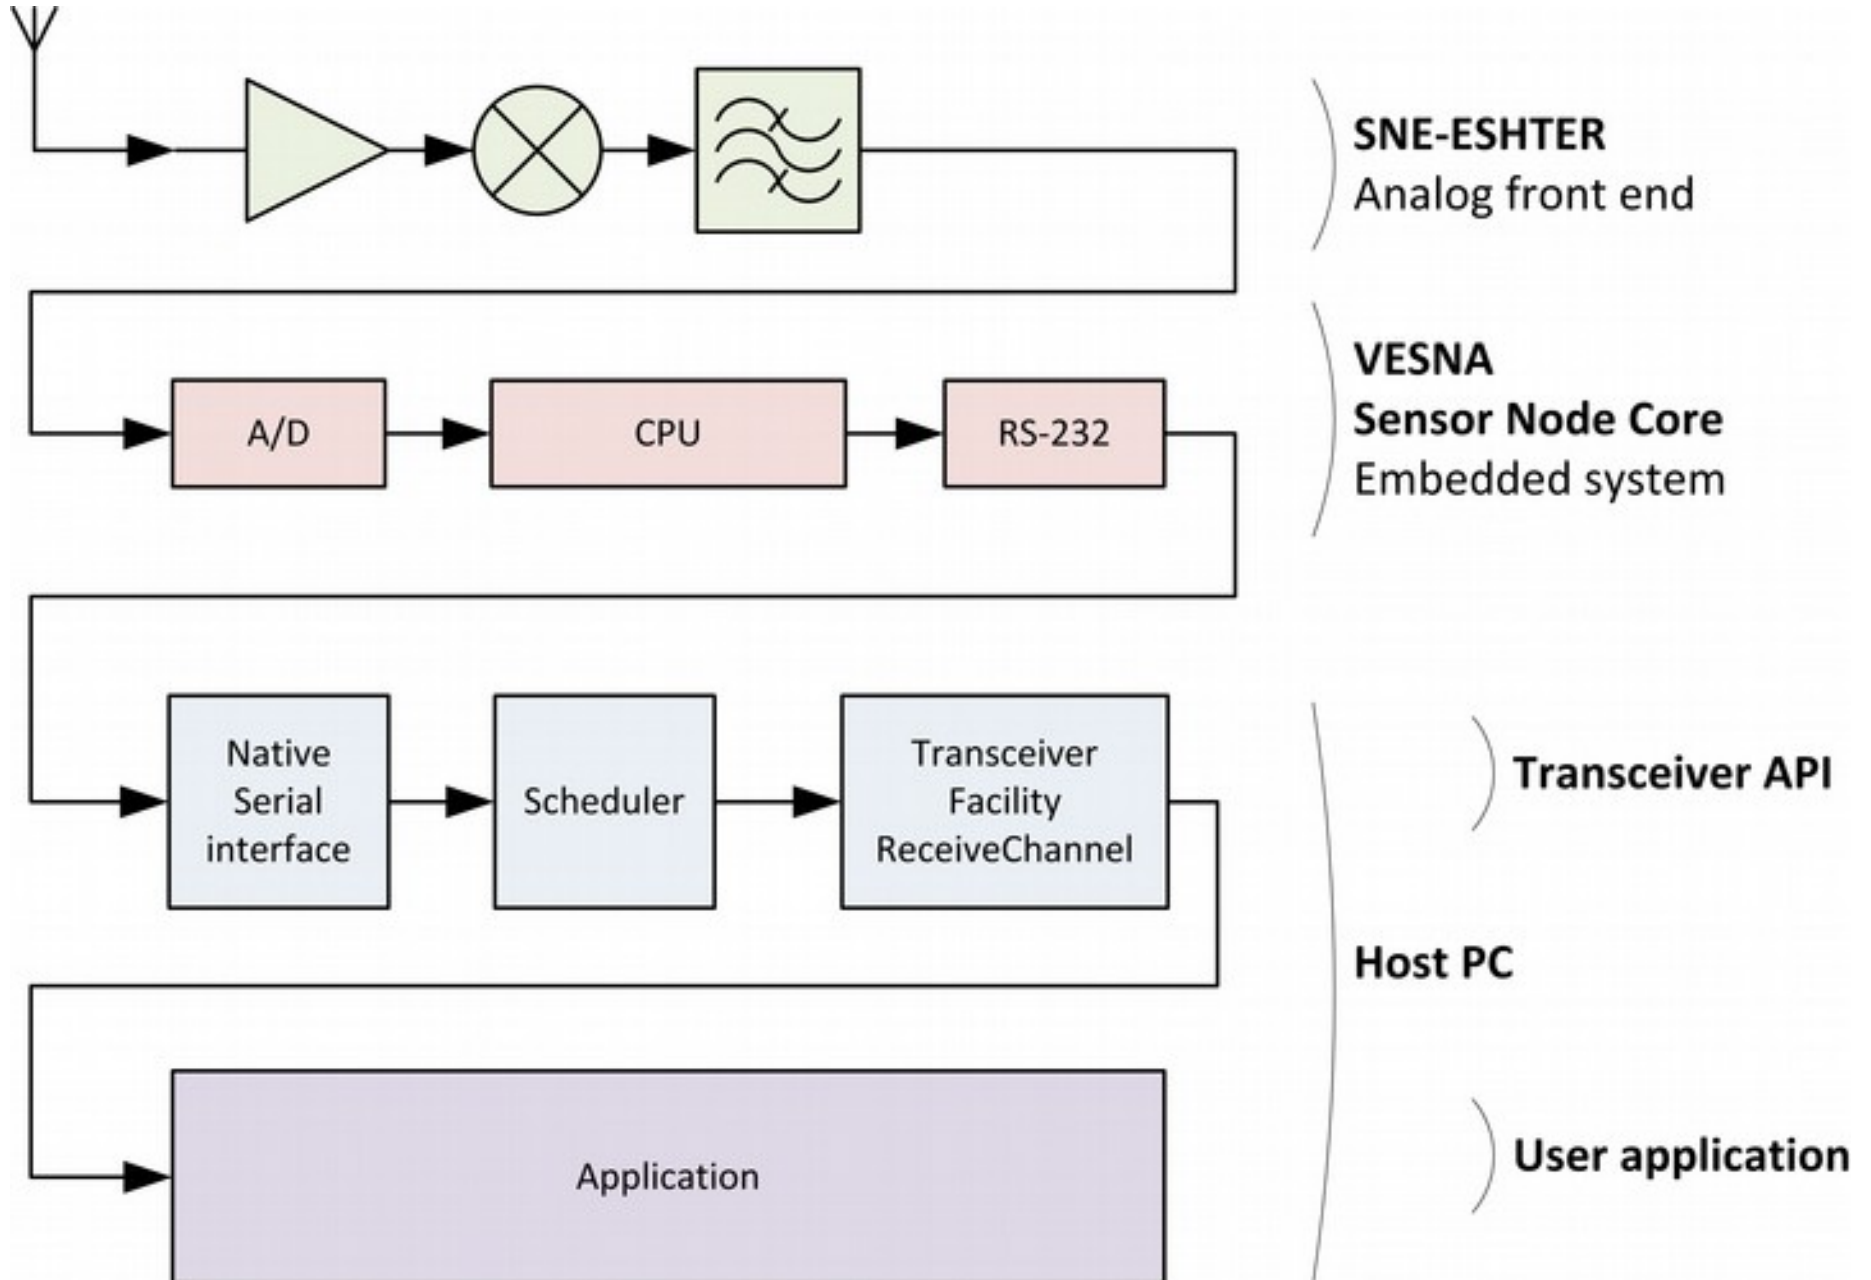 SNE-ESHTER
Analog front end
A/D
CPU
RS-232
VESNA
Sensor Node Core
Embedded system
Native
Serial
interface
Scheduler
Transceiver
Facility
ReceiveChannel
Transceiver API
Host PC
Application
User application